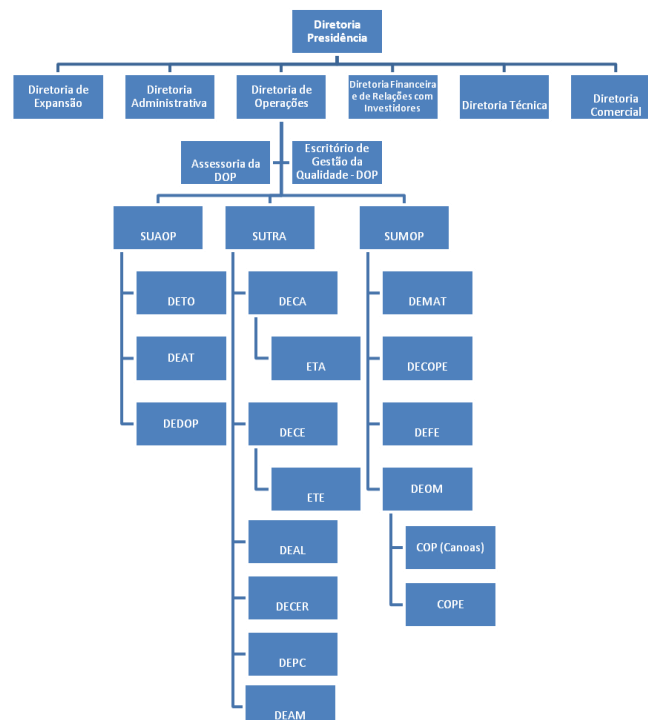 Diretoria
Presidência
Diretoria de
Expansão
Diretoria
Administrativa
Diretoria de
Operações
Diretoria Financeira
e de Relações com
Investidores
Diretoria Técnica
Diretoria
Comercial
Assessoria da
DOP
Escritório de
Gestão da
Qualidade - DOP
SUAOP
SUTRA
SUMOP
DETO
DEAT
DEDOP
DECA
ETA
DECE
ETE
DEAL
DECER
DEPC
DEAM
DEMAT
DECOPE
DEFE
DEOM
COP (Canoas)
COPE